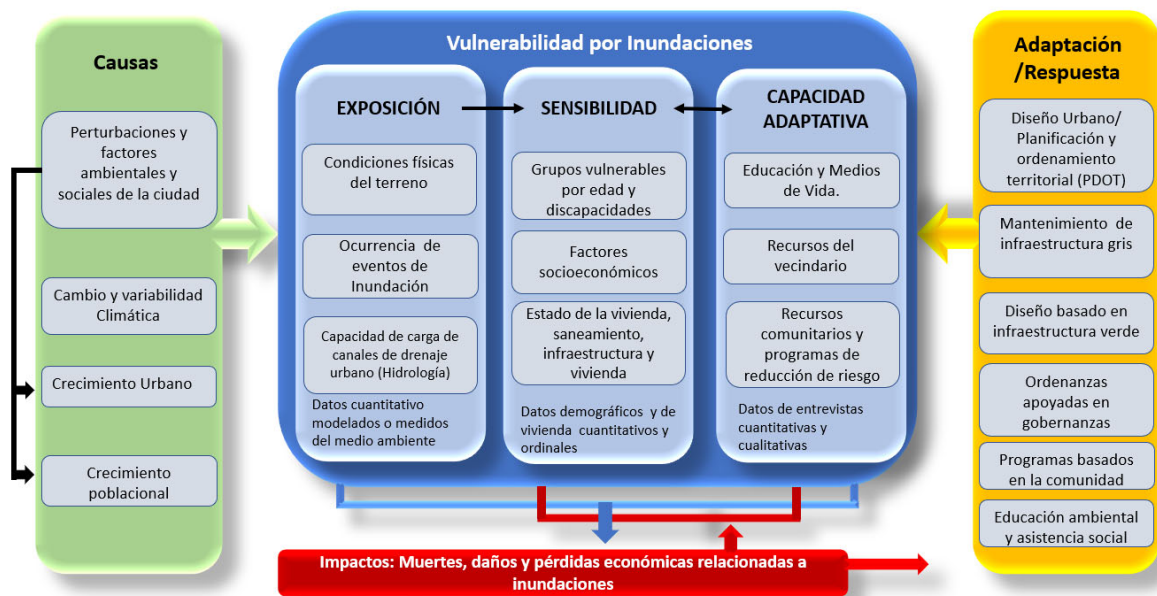 Causas
Perturbaciones y
factores
ambientales y
sociales de la ciudad
Cambio y variabilidad
Climática
Crecimiento Urbano
Crecimiento
poblacional
Vulnerabilidad por Inundaciones
EXPOSICIÓN
Condiciones físicas
del terreno
Ocurrencia de
eventos de
Inundación
Capacidad de carga de
canales de drenaje
urbano (Hidrología)
Datos cuantitativo
modelados o medidos
del medio ambiente
SENSIBILIDAD
Grupos vulnerables
por edad y
discapacidades
Factores
socioeconómicos
Estado de la vivienda,
saneamiento,
infraestructura y
vivienda
Datos demográficos y de
vivienda cuantitativos y
ordinales
CAPACIDAD
ADAPTATIVA
Educación y Medios
de Vida.
Recursos del
vecindario
Recursos
comunitarios y
programas de
reducción de riesgo
Datos de entrevistas
cuantitativas y
cualitativas
Impactos: Muertes, daños y pérdidas económicas relacionadas a
inundaciones
Adaptación
/Respuesta
Diseño Urbano/
Planificación y
ordenamiento
territorial (PDOT)
Mantenimiento de
infraestructura gris
Diseño basado en
infraestructura verde
Ordenanzas
apoyadas en
gobernanzas
Programas basados
en la comunidad
Educación ambiental
y asistencia social